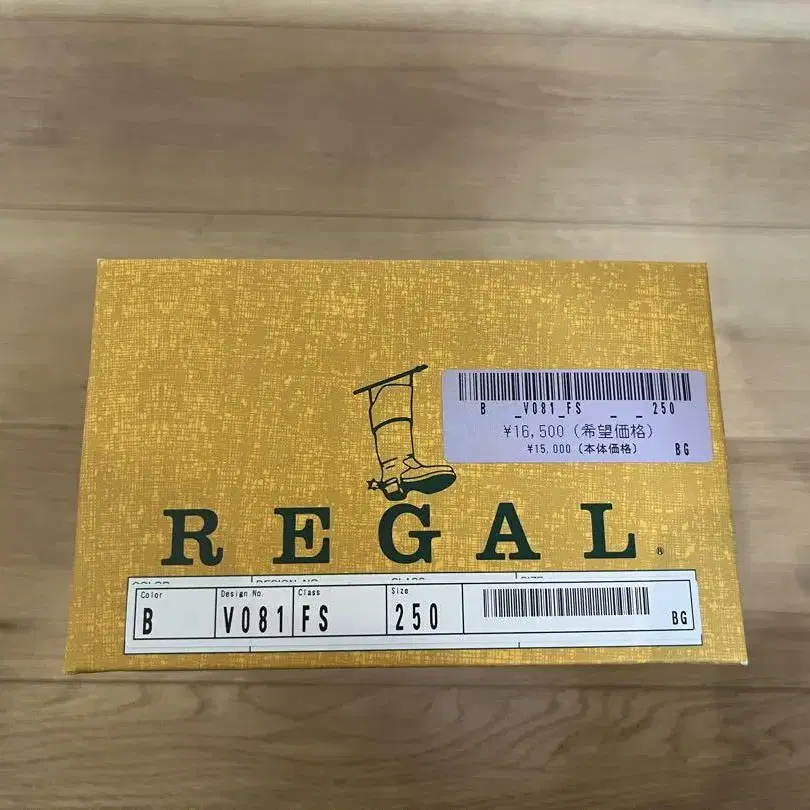 B _V081_FS _ _ 250
¥16,500 (希望価格)
¥15,000 (本体価格) BG
REGAL®
Color Design No. Class Size
B V081 FS 250 BG